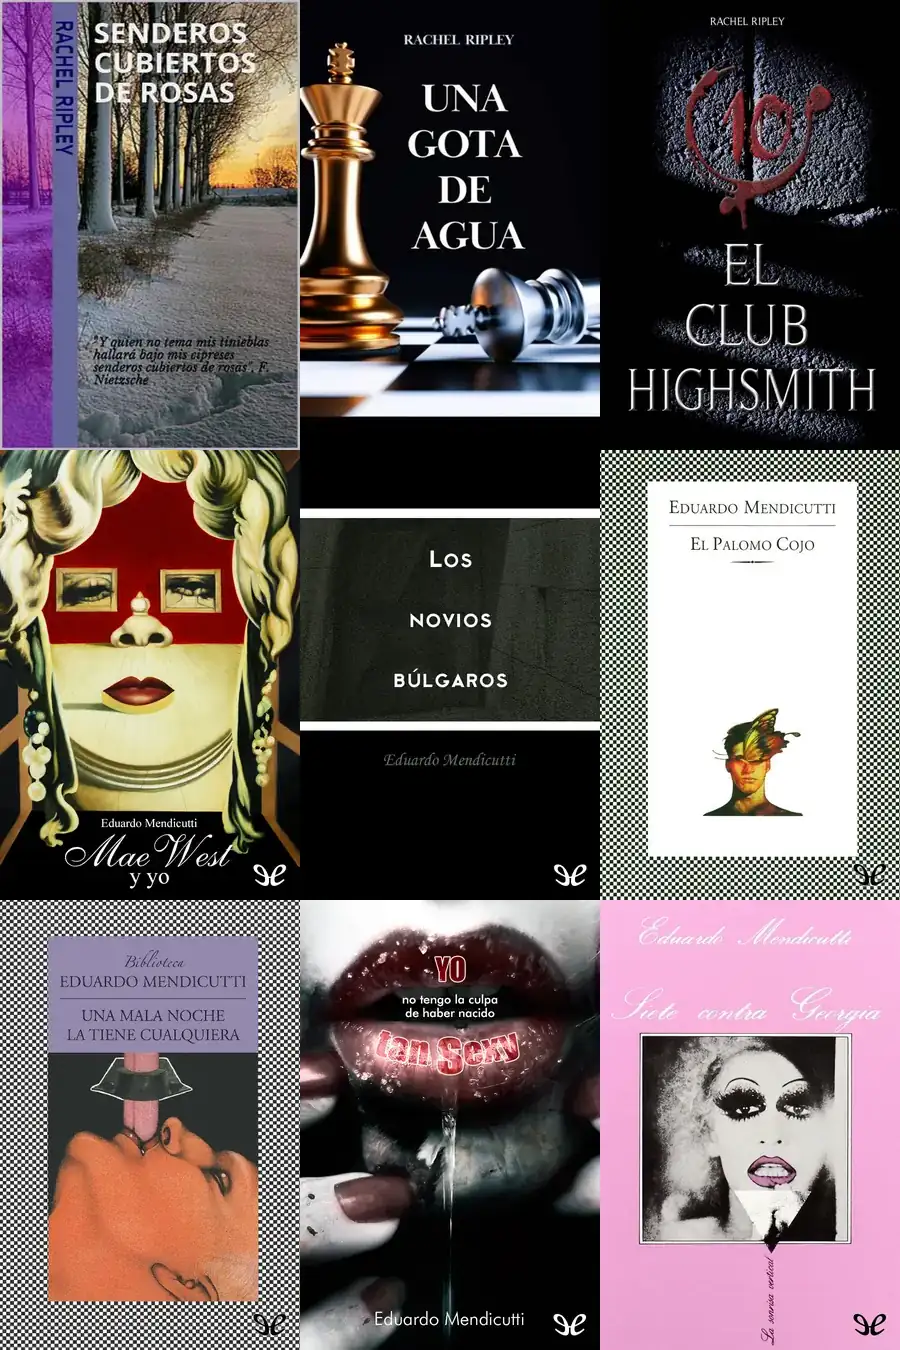 SENDEROS
CUBIERTOS
DE ROSAS
RACHEL RIPLEY
"Y quien no tema mis tinieblas
hallará bajo mis cipreses
senderos cubiertos de rosas". F.
Nietzsche
RACHEL RIPLEY
UNA
GOTA
DE
AGUA
RACHEL RIPLEY
10
EL
CLUB
HIGHSMITH
Eduardo Mendicutti
Mae West
y yo
Los
NOVIOS
BÚLGAROS
Eduardo Mendicutti
EDUARDO MENDICUTTI
EL PALOMO COJO
Biblioteca
EDUARDO MENDICUTTI
UNA MALA NOCHE
LA TIENE CUALQUIERA
YO
no tengo la culpa
de haber nacido
tan Sexy
Eduardo Mendicutti
Eduardo Mendicutti
Siete contra Georgia
La sonrisa vertical